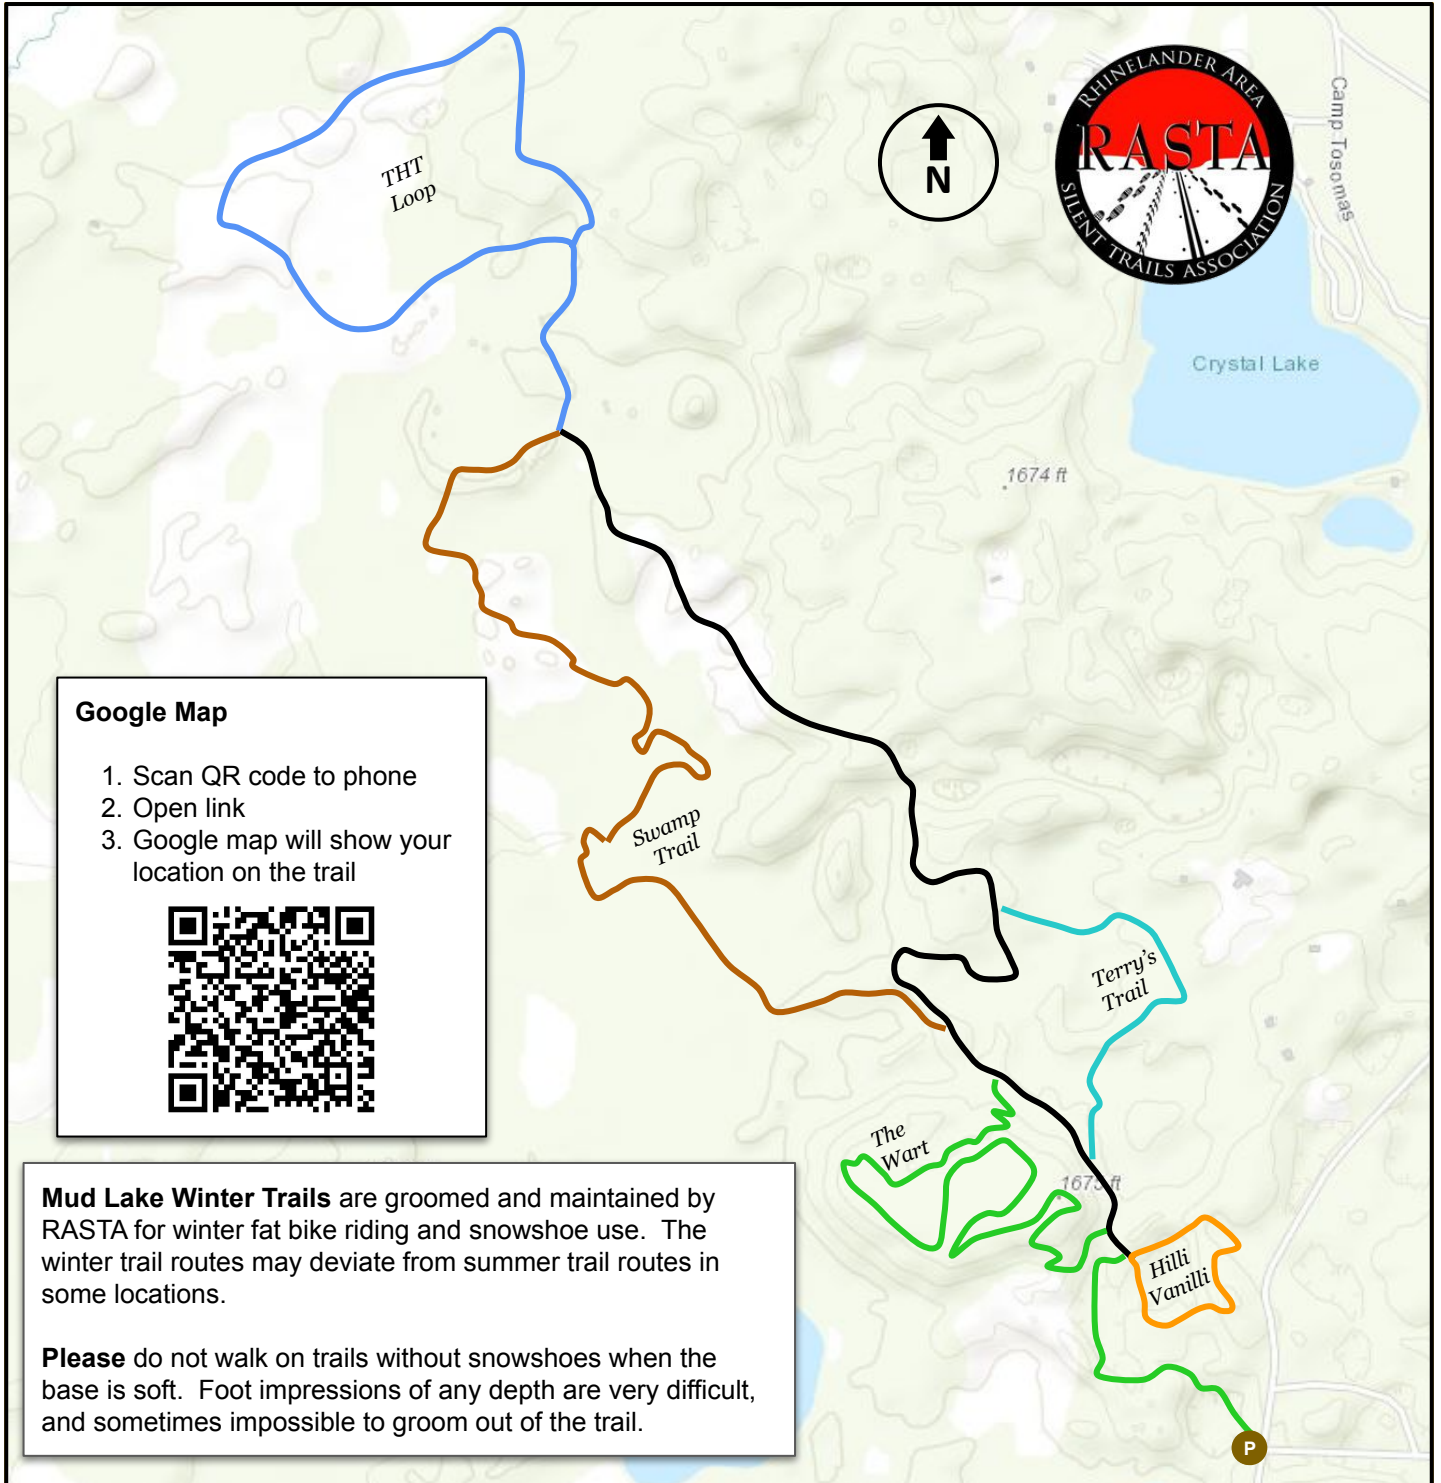 RHINELANDER AREA
RASTA
SILENT TRAILS ASSOCIATION
N
Camp Tosomas
THT
Loop
Crystal Lake
1674 ft
Google Map
1. Scan QR code to phone
2. Open link
3. Google map will show your
location on the trail
Swamp
Trail
Terry's
Trail
The
Wart
1675 ft
Hilli
Vanilli
Mud Lake Winter Trails are groomed and maintained by
RASTA for winter fat bike riding and snowshoe use. The
winter trail routes may deviate from summer trail routes in
some locations.
Please do not walk on trails without snowshoes when the
base is soft. Foot impressions of any depth are very difficult,
and sometimes impossible to groom out of the trail.
P